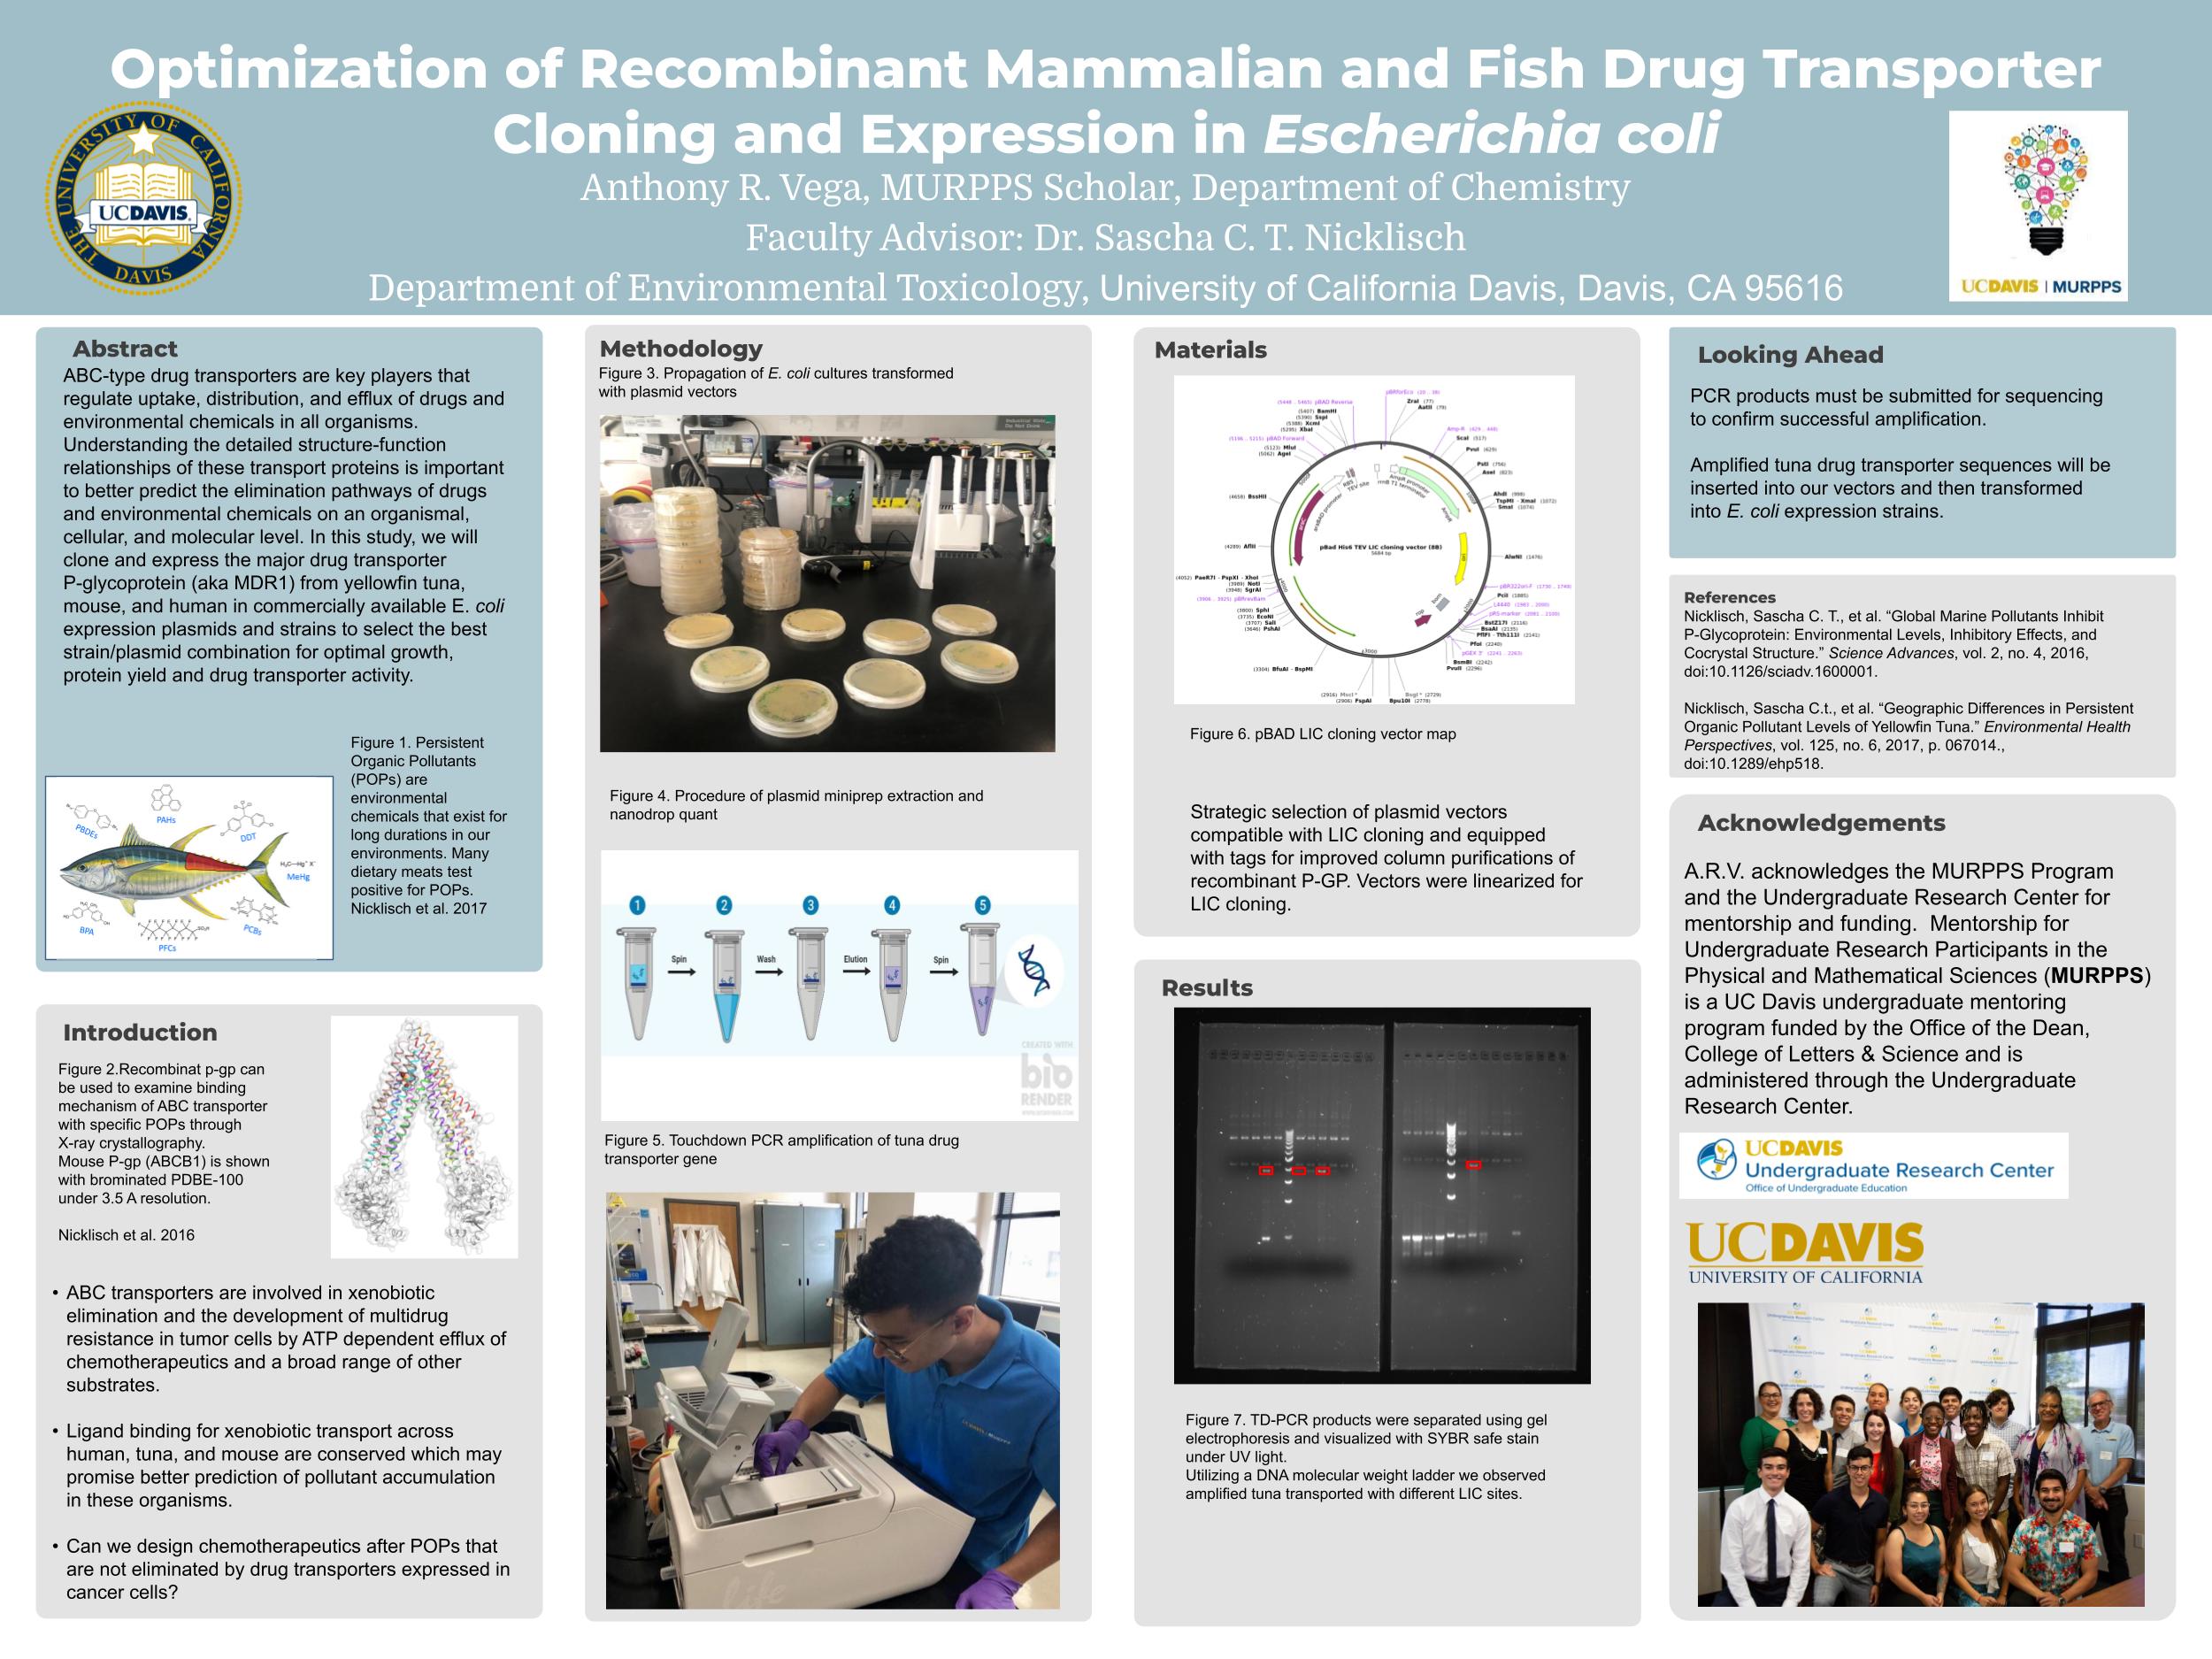 Optimization of Recombinant Mammalian and Fish Drug Transporter
Cloning and Expression in Escherichia coli
Anthony R. Vega, MURPPS Scholar, Department of Chemistry
Faculty Advisor: Dr. Sascha C. T. Nicklisch
Department of Environmental Toxicology, University of California Davis, Davis, CA 95616
THE UNIVERSITY OF CALIFORNIA
UCDAVIS
DAVIS
UCDAVIS | MURPPS
Abstract
ABC-type drug transporters are key players that
regulate uptake, distribution, and efflux of drugs and
environmental chemicals in all organisms.
Understanding the detailed structure-function
relationships of these transport proteins is important
to better predict the elimination pathways of drugs
and environmental chemicals on an organismal,
cellular, and molecular level. In this study, we will
clone and express the major drug transporter
P-glycoprotein (aka MDR1) from yellowfin tuna,
mouse, and human in commercially available E. coli
expression plasmids and strains to select the best
strain/plasmid combination for optimal growth,
protein yield and drug transporter activity.
Figure 1. Persistent
Organic Pollutants
(POPs) are
environmental
chemicals that exist for
long durations in our
environments. Many
dietary meats test
positive for POPs.
Nicklisch et al. 2017
PBDEs
PAHs
DDT
MeHg
BPA
PFCs
PCBs
Introduction
Figure 2.Recombinat p-gp can
be used to examine binding
mechanism of ABC transporter
with specific POPs through
X-ray crystallography.
Mouse P-gp (ABCB1) is shown
with brominated PDBE-100
under 3.5 A resolution.
Nicklisch et al. 2016
• ABC transporters are involved in xenobiotic
elimination and the development of multidrug
resistance in tumor cells by ATP dependent efflux of
chemotherapeutics and a broad range of other
substrates.
• Ligand binding for xenobiotic transport across
human, tuna, and mouse are conserved which may
promise better prediction of pollutant accumulation
in these organisms.
• Can we design chemotherapeutics after POPs that
are not eliminated by drug transporters expressed in
cancer cells?
Methodology
Figure 3. Propagation of E. coli cultures transformed
with plasmid vectors
Figure 4. Procedure of plasmid miniprep extraction and
nanodrop quant
1 2 3 4 5
Spin Wash Elution Spin
CREATED WITH
bio
RENDER
Figure 5. Touchdown PCR amplification of tuna drug
transporter gene
life
Materials
pBad His6 TEV LIC cloning vector (8B)
5684 bp
Figure 6. pBAD LIC cloning vector map
Strategic selection of plasmid vectors
compatible with LIC cloning and equipped
with tags for improved column purifications of
recombinant P-GP. Vectors were linearized for
LIC cloning.
Results
Figure 7. TD-PCR products were separated using gel
electrophoresis and visualized with SYBR safe stain
under UV light.
Utilizing a DNA molecular weight ladder we observed
amplified tuna transported with different LIC sites.
Looking Ahead
PCR products must be submitted for sequencing
to confirm successful amplification.
Amplified tuna drug transporter sequences will be
inserted into our vectors and then transformed
into E. coli expression strains.
References
Nicklisch, Sascha C. T., et al. “Global Marine Pollutants Inhibit
P-Glycoprotein: Environmental Levels, Inhibitory Effects, and
Cocrystal Structure.” Science Advances, vol. 2, no. 4, 2016,
doi:10.1126/sciadv.1600001.
Nicklisch, Sascha C.t., et al. “Geographic Differences in Persistent
Organic Pollutant Levels of Yellowfin Tuna.” Environmental Health
Perspectives, vol. 125, no. 6, 2017, p. 067014.,
doi:10.1289/ehp518.
Acknowledgements
A.R.V. acknowledges the MURPPS Program
and the Undergraduate Research Center for
mentorship and funding.  Mentorship for
Undergraduate Research Participants in the
Physical and Mathematical Sciences (MURPPS)
is a UC Davis undergraduate mentoring
program funded by the Office of the Dean,
College of Letters & Science and is
administered through the Undergraduate
Research Center.
UCDAVIS
Undergraduate Research Center
Office of Undergraduate Education
UCDAVIS
UNIVERSITY OF CALIFORNIA